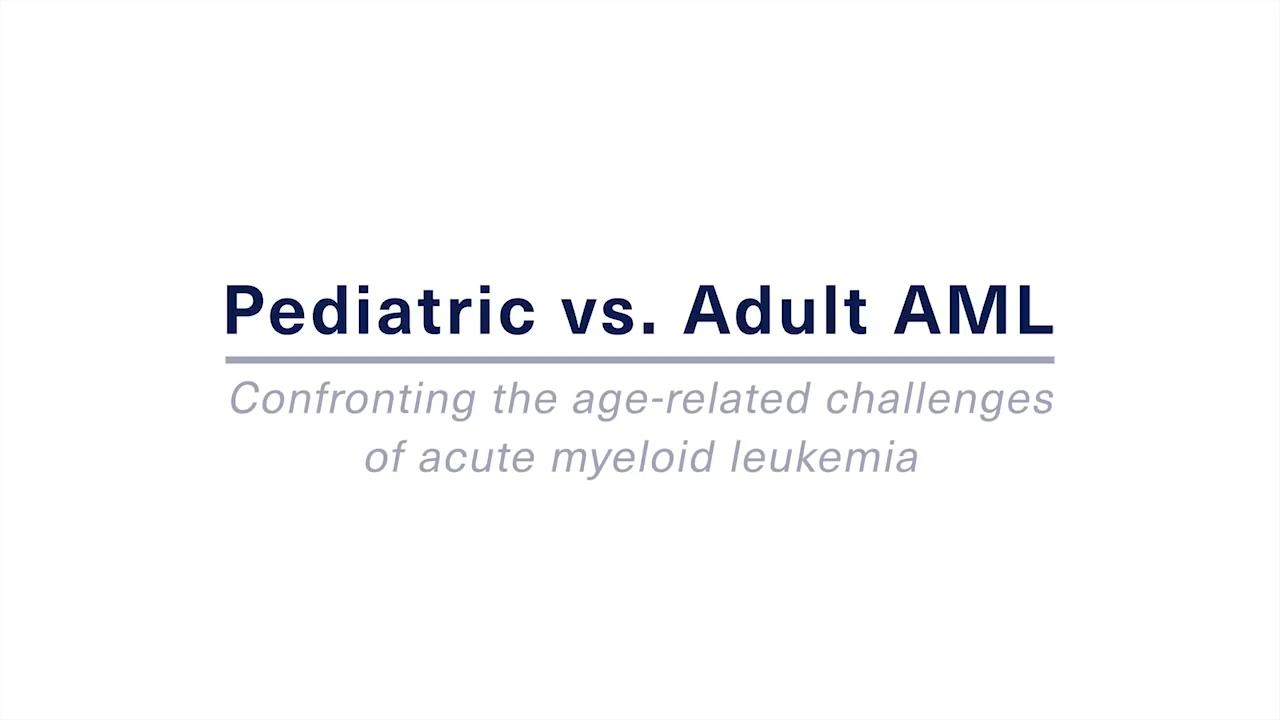 Pediatric vs. Adult AML
Confronting the age-related challenges
of acute myeloid leukemia